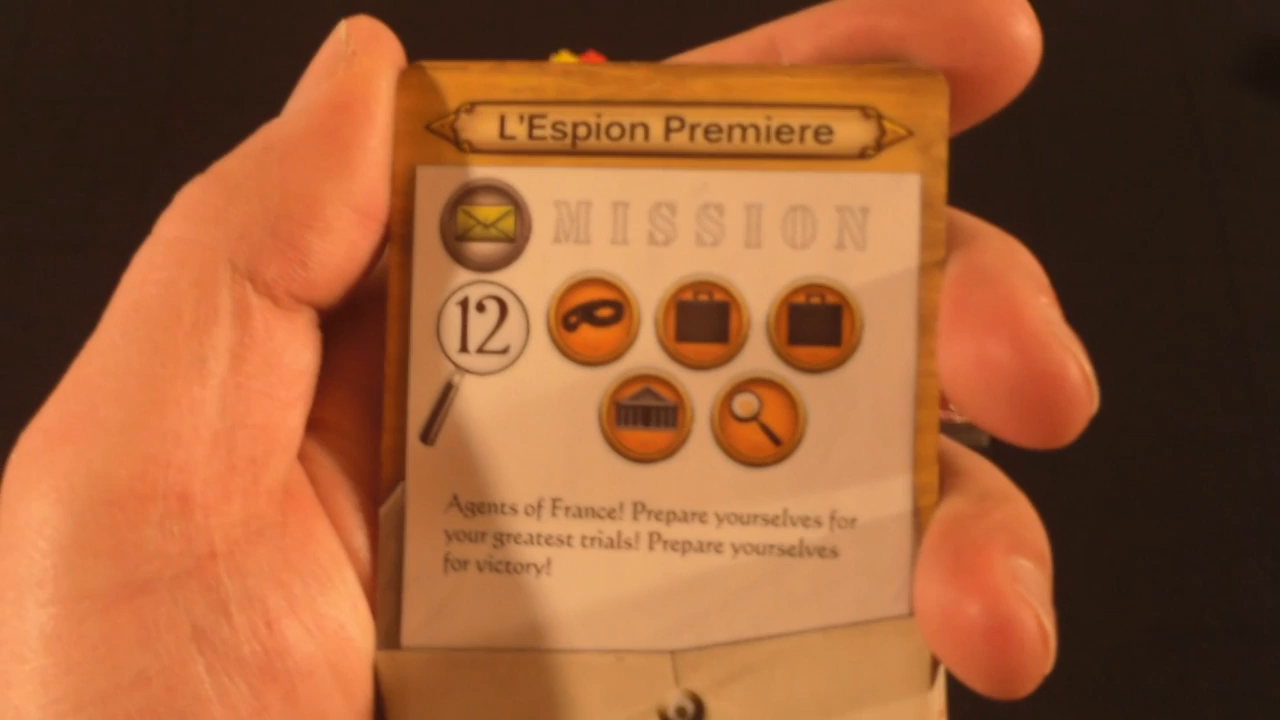 L'Espion Premiere
MISSION
12
Agents of France! Prepare yourselves for
your greatest trials! Prepare yourselves
for victory!